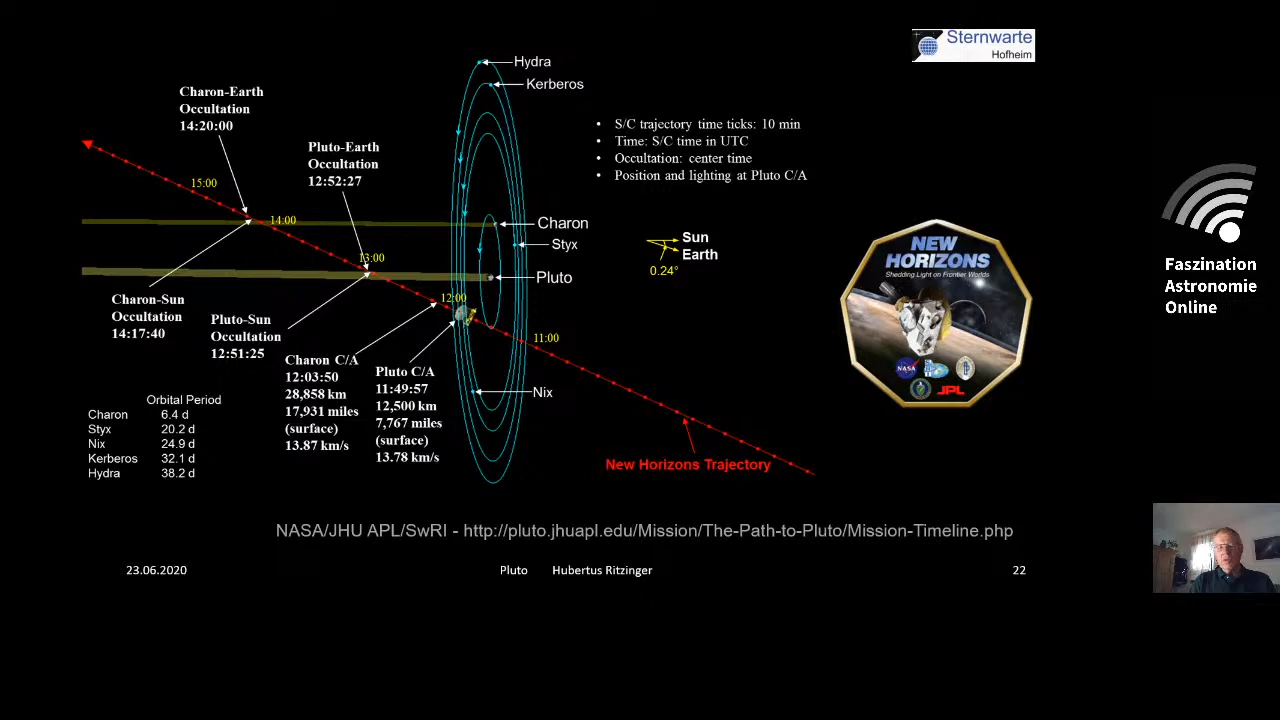 Sternwarte
Hofheim
Hydra
Kerberos
Charon-Earth
Occultation
14:20:00
Pluto-Earth
Occultation
12:52:27
• S/C trajectory time ticks: 10 min
• Time: S/C time in UTC
• Occultation: center time
• Position and lighting at Pluto C/A
15:00
14:00
13:00
12:00
11:00
Charon
Styx
Pluto
Nix
Sun
Earth
0.24°
Charon-Sun
Occultation
14:17:40
Pluto-Sun
Occultation
12:51:25
Charon C/A
12:03:50
28,858 km
17,931 miles
(surface)
13.87 km/s
Pluto C/A
11:49:57
12,500 km
7,767 miles
(surface)
13.78 km/s
Orbital Period
Charon 6.4 d
Styx 20.2 d
Nix 24.9 d
Kerberos 32.1 d
Hydra 38.2 d
New Horizons Trajectory
NEW
HORIZONS
Shedding Light on Frontier Worlds
NASA
JPL
Faszination
Astronomie
Online
NASA/JHU APL/SwRI - http://pluto.jhuapl.edu/Mission/The-Path-to-Pluto/Mission-Timeline.php
23.06.2020
Pluto Hubertus Ritzinger
22